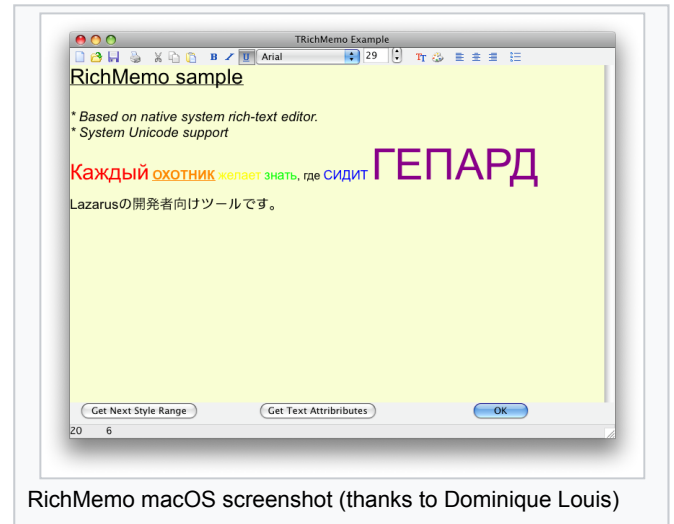 TRichMemo Example
B I U Arial 29 TT
RichMemo sample
* Based on native system rich-text editor.
* System Unicode support
Каждый охотник желает знать, где СИДИТ ГЕПАРД
Lazarusの開発者向けツールです。
Get Next Style Range Get Text Attribributes OK
20 6
RichMemo macOS screenshot (thanks to Dominique Louis)